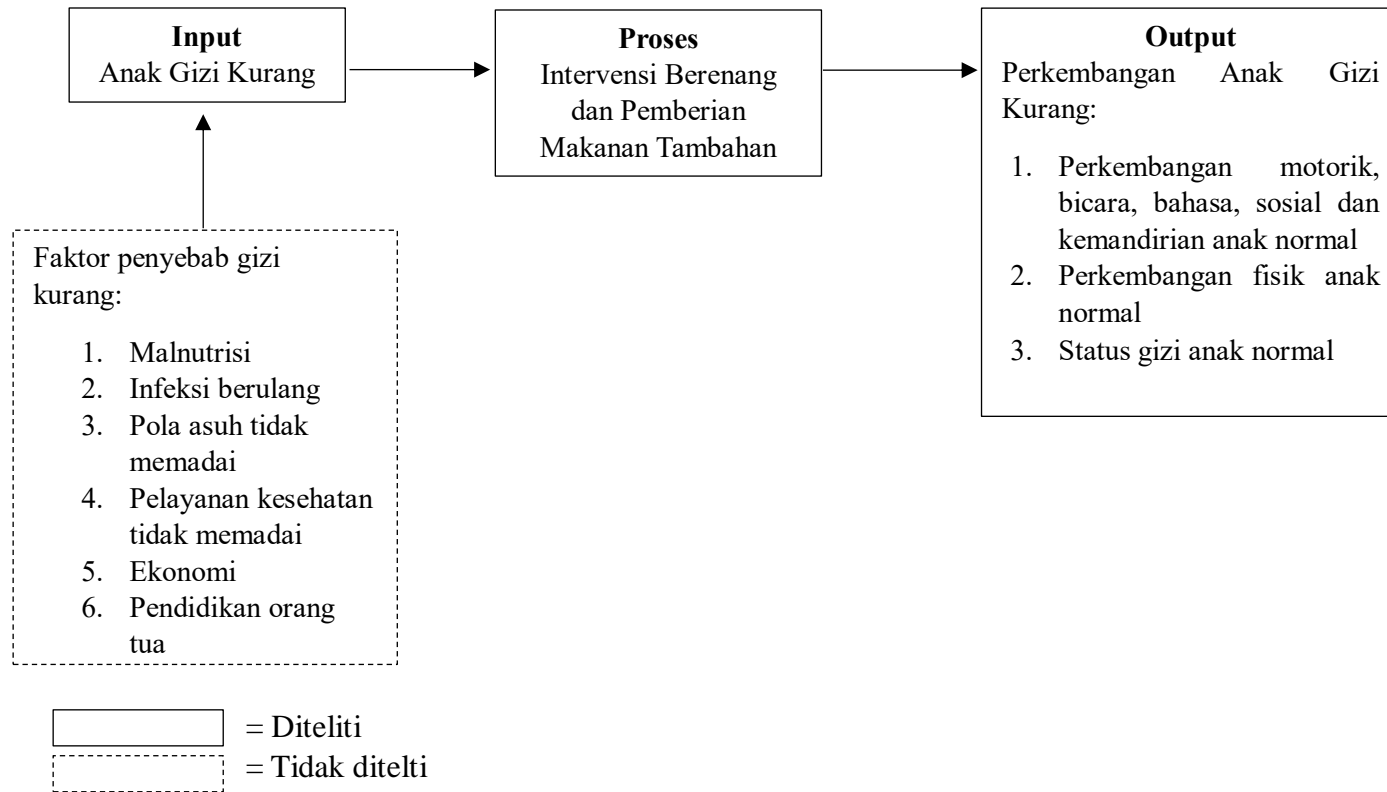 Input
Anak Gizi Kurang
Proses
Intervensi Berenang
dan Pemberian
Makanan Tambahan
Output
Perkembangan Anak Gizi
Kurang:
1. Perkembangan motorik,
bicara, bahasa, sosial dan
kemandirian anak normal
2. Perkembangan fisik anak
normal
3. Status gizi anak normal
Faktor penyebab gizi
kurang:
1. Malnutrisi
2. Infeksi berulang
3. Pola asuh tidak
memadai
4. Pelayanan kesehatan
tidak memadai
5. Ekonomi
6. Pendidikan orang
tua
= Diteliti
= Tidak ditelti